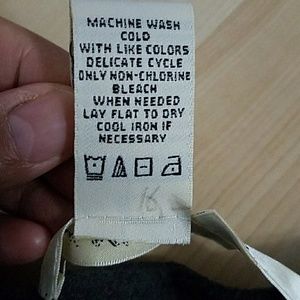 MACHINE WASH
COLD
WITH LIKE COLORS
DELICATE CYCLE
ONLY NON-CHLORINE
BLEACH
WHEN NEEDED
LAY FLAT TO DRY
COOL IRON IF
NECESSARY